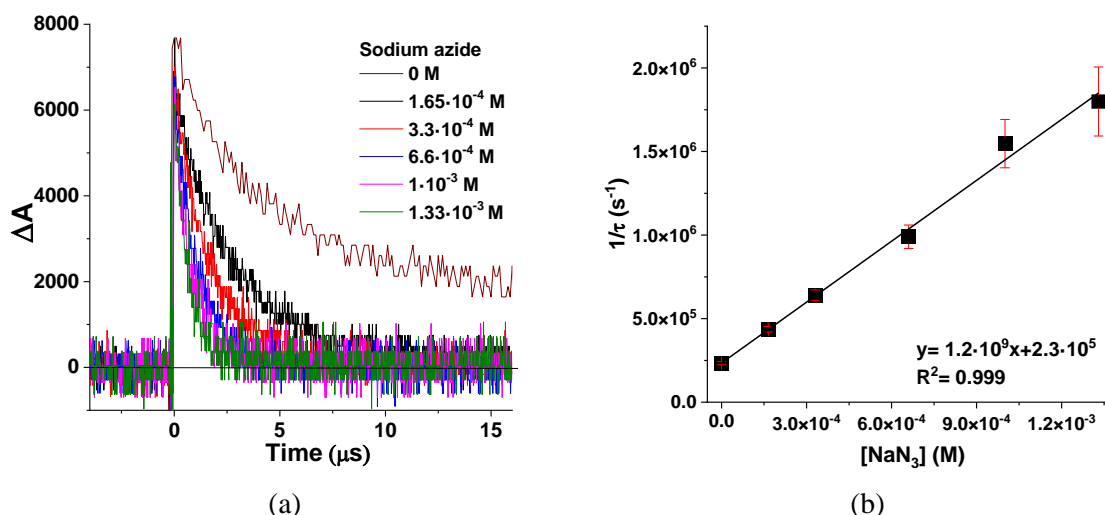 8000
6000
4000
2000
0
ΔA
Sodium azide
0 M
1.65·10⁻⁴ M
3.3·10⁻⁴ M
6.6·10⁻⁴ M
1·10⁻³ M
1.33·10⁻³ M
0 5 10 15
Time (μs)
(a)
2.0×10⁶
1.5×10⁶
1.0×10⁶
5.0×10⁵
0.0
1/τ (s⁻¹)
y= 1.2·10⁹x+2.3·10⁵
R²= 0.999
0.0 3.0×10⁻⁴ 6.0×10⁻⁴ 9.0×10⁻⁴ 1.2×10⁻³
[NaN₃] (M)
(b)